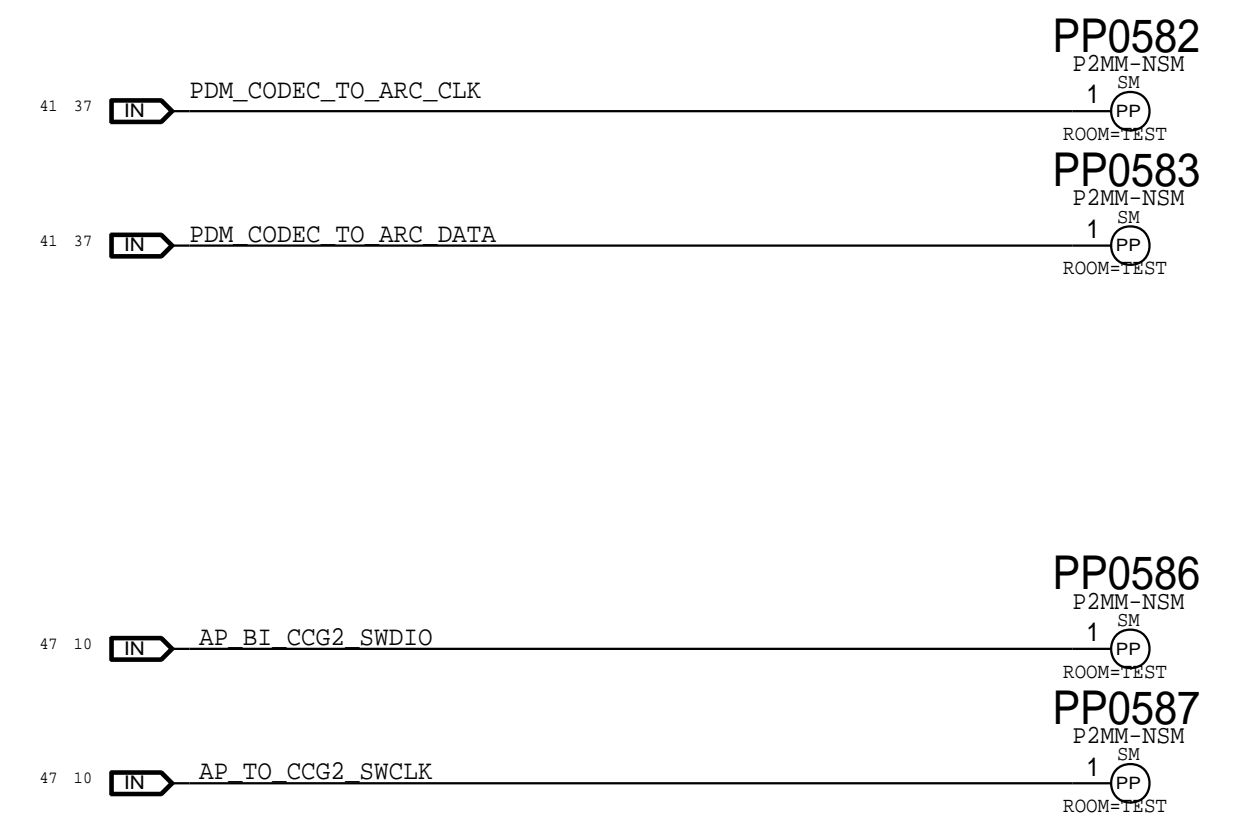 PP0582
P2MM-NSM
SM
PDM_CODEC_TO_ARC_CLK
1
41 37 IN
PP
ROOM=TEST
PP0583
P2MM-NSM
SM
PDM_CODEC_TO_ARC_DATA
1
41 37 IN
PP
ROOM=TEST
PP0586
P2MM-NSM
SM
AP_BI_CCG2_SWDIO
1
47 10 IN
PP
ROOM=TEST
PP0587
P2MM-NSM
SM
AP_TO_CCG2_SWCLK
1
47 10 IN
PP
ROOM=TEST